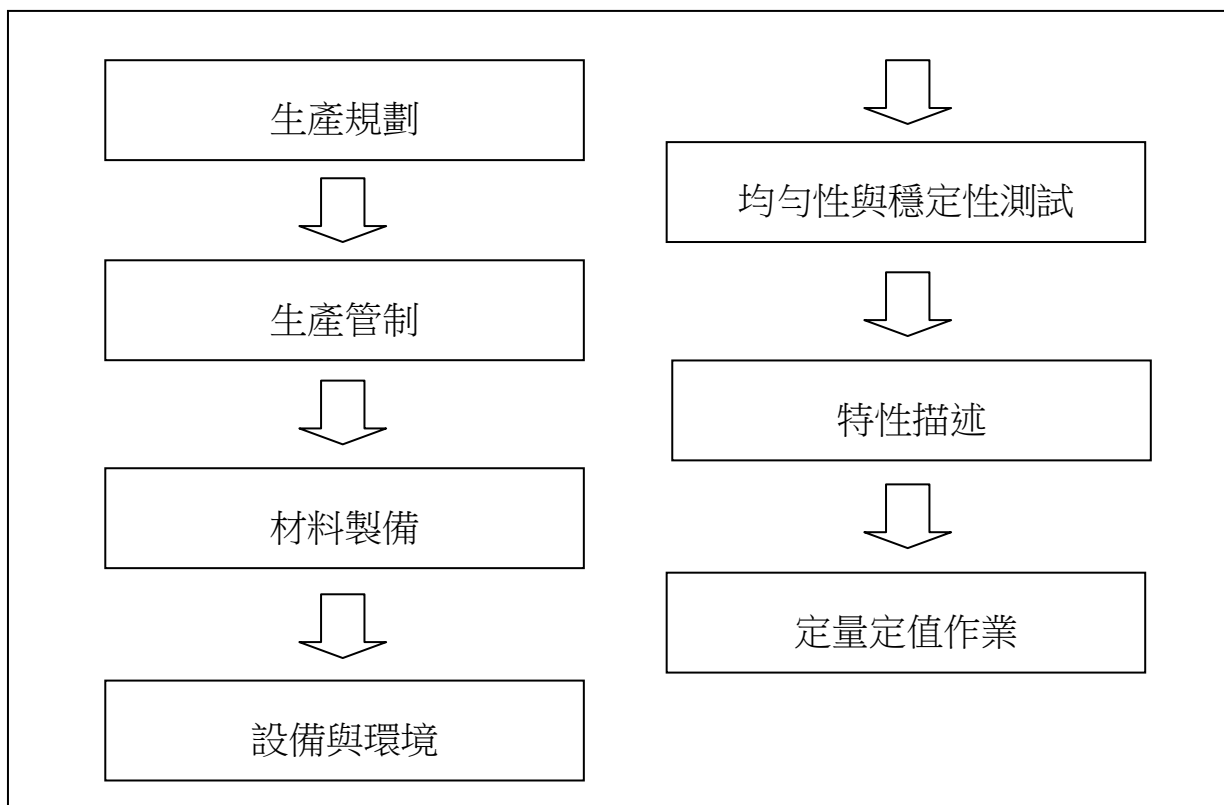 生產規劃
生產管制
材料製備
設備與環境
均勻性與穩定性測試
特性描述
定量定值作業